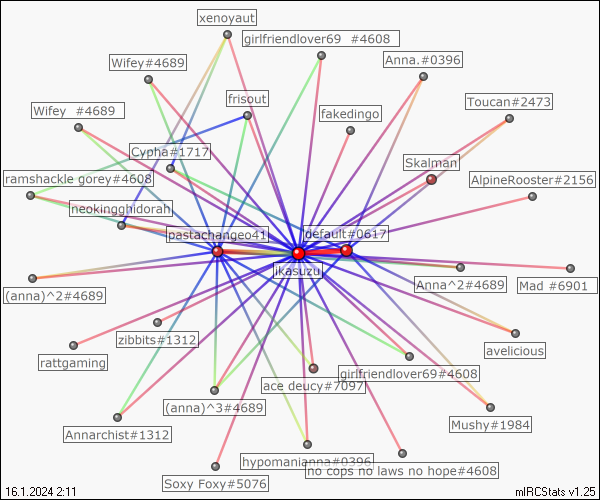 xenoyaut
girlfriendlover69 #4608
Wifey#4689
Anna.#0396
frisout
Toucan#2473
Wifey #4689
fakedingo
Cypha#1717
Skalman
ramshackle gorey#4608
AlpineRooster#2156
neokingghidorah
pastachangeo41
default#0617
ikasuzu
(anna)^2#4689
Anna^2#4689
Mad #6901
zibbits#1312
rattgaming
avelicious
girlfriendlover69#4608
ace deucy#7097
(anna)^3#4689
Mushy#1984
Annarchist#1312
hypomanianna#0396
no cops no laws no hope#4608
Soxy Foxy#5076
16.1.2024 2:11
mIRCStats v1.25